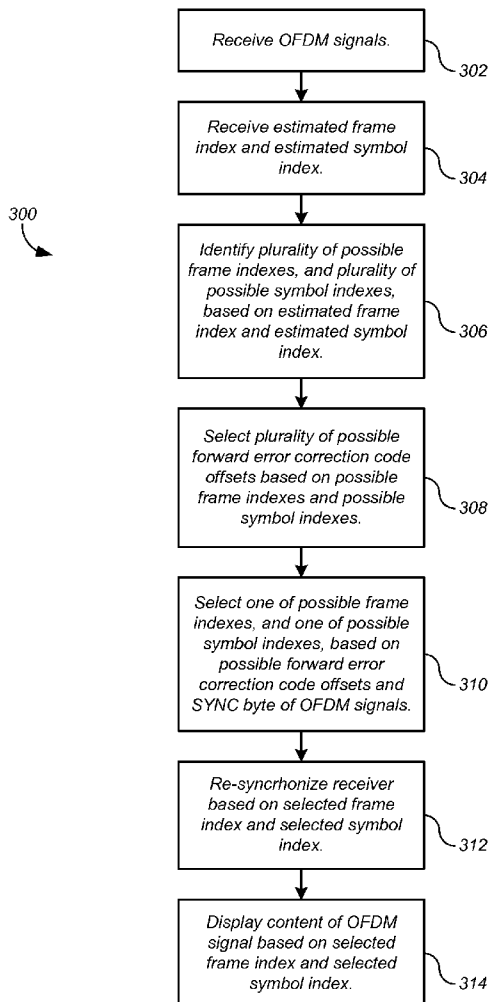 Receive OFDM signals.
302
Receive estimated frame
index and estimated symbol
index.
304
300
Identify plurality of possible
frame indexes, and plurality of
possible symbol indexes,
based on estimated frame
index and estimated symbol
index.
306
Select plurality of possible
forward error correction code
offsets based on possible
frame indexes and possible
symbol indexes.
308
Select one of possible frame
indexes, and one of possible
symbol indexes, based on
possible forward error
correction code offsets and
SYNC byte of OFDM signals.
310
Re-syncrhonize receiver
based on selected frame
index and selected symbol
index.
312
Display content of OFDM
signal based on selected
frame index and selected
symbol index.
314